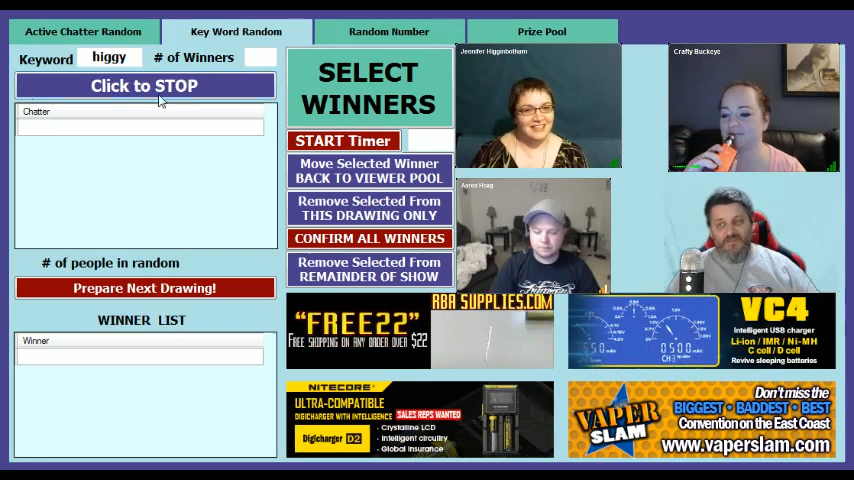 Active Chatter Random
Key Word Random
Random Number
Prize Pool
Keyword higgy # of Winners
Click to STOP
Chatter
# of people in random
Prepare Next Drawing!
WINNER LIST
Winner
SELECT
WINNERS
START Timer
Move Selected Winner
BACK TO VIEWER POOL
Remove Selected From
THIS DRAWING ONLY
CONFIRM ALL WINNERS
Remove Selected From
REMAINDER OF SHOW
Jennifer Higginbotham
Crafty Buckeye
Aaron Hoag
"FREE22"
FREE SHIPPING ON ANY ORDER OVER $22
RBA SUPPLIES.COM
VC4
Intelligent USB charger
Li-ion / IMR / Ni-MH
C cell / D cell
Revive sleeping batteries
0500 mAh
CH3
NITECORE
ULTRA-COMPATIBLE
DIGICHARGER WITH INTELLIGENCE
SALES REPS WANTED
Digicharger D2
· Crystalline LCD
· Intelligent circuitry
· Global insurance
VAPER
SLAM
Don't miss the
BIGGEST • BADDEST • BEST
Convention on the East Coast
www.vaperslam.com